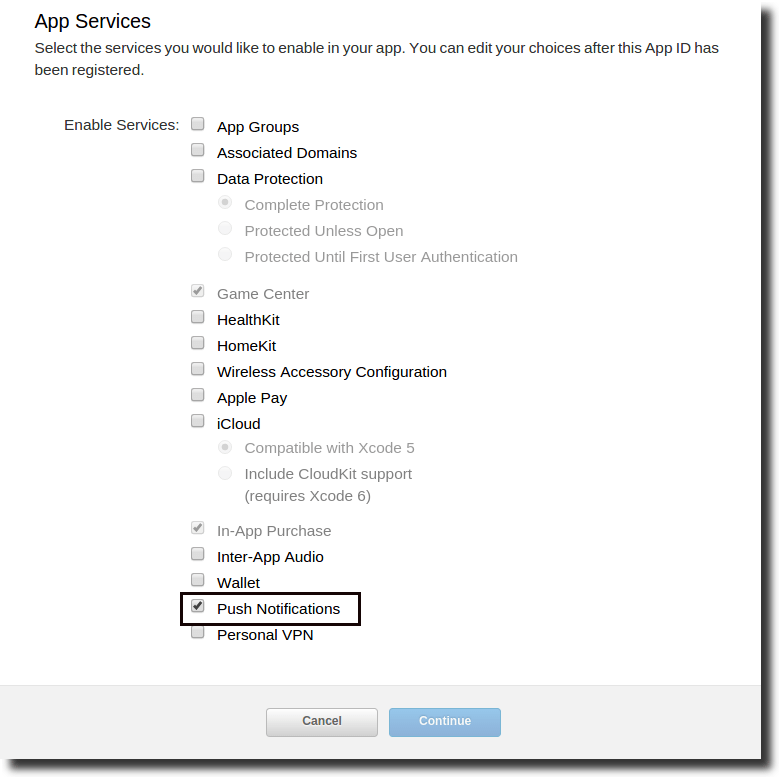 App Services
Select the services you would like to enable in your app. You can edit your choices after this App ID has
been registered.
Enable Services:
App Groups
Associated Domains
Data Protection
Complete Protection
Protected Unless Open
Protected Until First User Authentication
Game Center
HealthKit
HomeKit
Wireless Accessory Configuration
Apple Pay
iCloud
Compatible with Xcode 5
Include CloudKit support
(requires Xcode 6)
In-App Purchase
Inter-App Audio
Wallet
Push Notifications
Personal VPN
Cancel
Continue